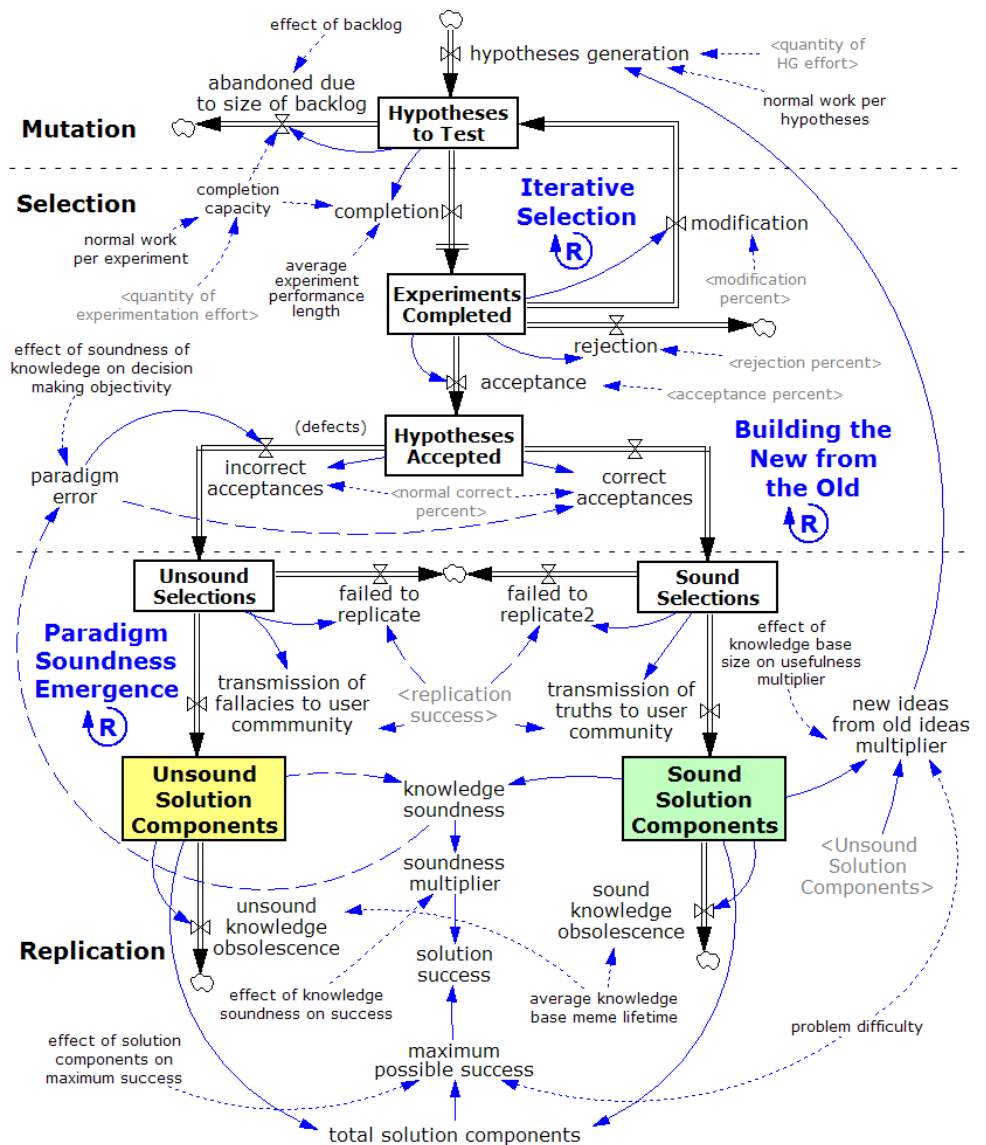 effect of backlog
hypotheses generation
<quantity of
HG effort>
abandoned due
to size of backlog
normal work per
hypotheses
Mutation
Hypotheses
to Test
Selection
completion
capacity
completion
Iterative
Selection
R
modification
normal work
per experiment
average
experiment
performance
length
<quantity of
experimentation effort>
Experiments
Completed
<modification
percent>
rejection
<rejection percent>
effect of soundness of
knowledege on decision
making objectivity
acceptance
<acceptance percent>
(defects)
Hypotheses
Accepted
Building the
New from
the Old
R
paradigm
error
incorrect
acceptances
<normal correct
percent>
correct
acceptances
Unsound
Selections
failed to
replicate
failed to
replicate2
Sound
Selections
Paradigm
Soundness
Emergence
R
effect of
knowledge base
size on usefulness
multiplier
transmission of
fallacies to user
commmunity
<replication
success>
transmission of
truths to user
community
new ideas
from old ideas
multiplier
Unsound
Solution
Components
knowledge
soundness
Sound
Solution
Components
<Unsound
Solution
Components>
soundness
multiplier
unsound
knowledge
obsolescence
sound
knowledge
obsolescence
Replication
solution
success
effect of knowledge
soundness on success
average knowledge
base meme lifetime
problem difficulty
effect of solution
components on
maximum success
maximum
possible success
total solution components